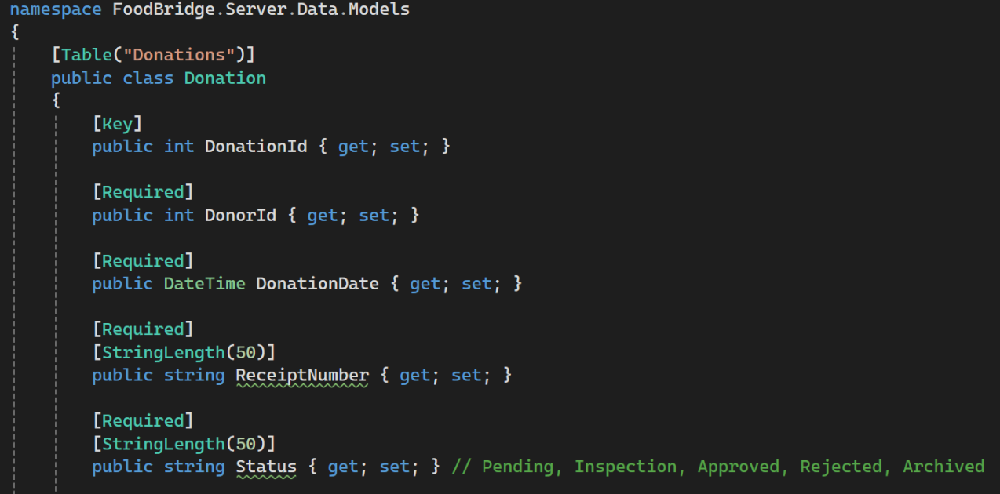 namespace FoodBridge.Server.Data.Models
{
[Table("Donations")]
public class Donation
{
[Key]
public int DonationId { get; set; }
[Required]
public int DonorId { get; set; }
[Required]
public DateTime DonationDate { get; set; }
[Required]
[StringLength(50)]
public string ReceiptNumber { get; set; }
[Required]
[StringLength(50)]
public string Status { get; set; } // Pending, Inspection, Approved, Rejected, Archived